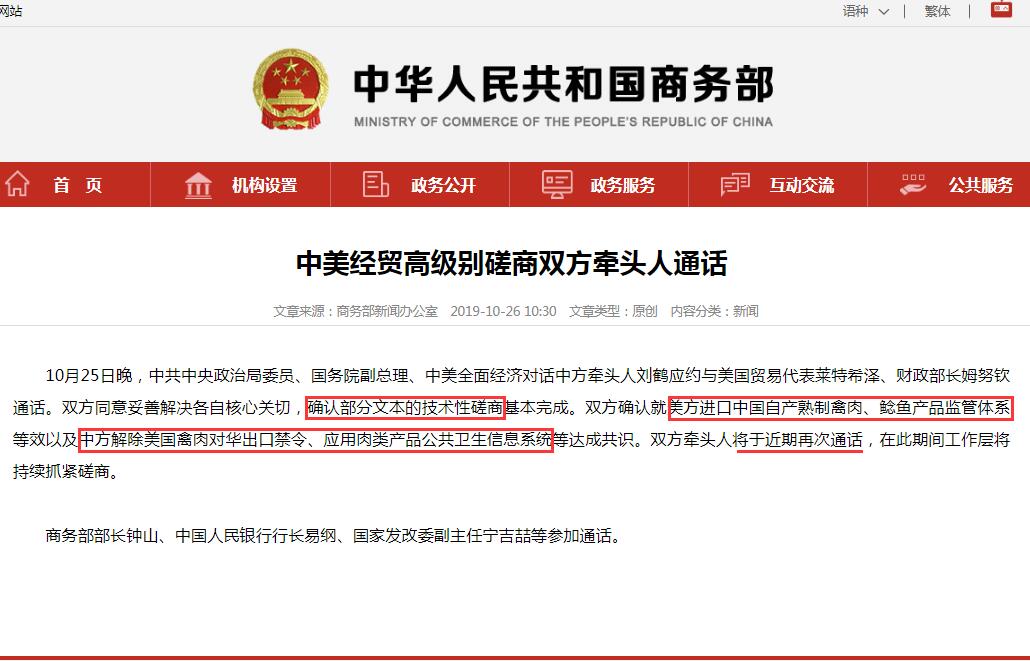 网站
语种 | 繁体 |
中华人民共和国商务部
MINISTRY OF COMMERCE OF THE PEOPLE'S REPUBLIC OF CHINA
首 页 机构设置 政务公开 政务服务 互动交流 公共服务
中美经贸高级别磋商双方牵头人通话
文章来源：商务部新闻办公室 2019-10-26 10:30 文章类型：原创 内容分类：新闻
10月25日晚，中共中央政治局委员、国务院副总理、中美全面经济对话中方牵头人刘鹤应约与美国贸易代表莱特希泽、财政部长姆努钦
通话。双方同意妥善解决各自核心关切，确认部分文本的技术性磋商基本完成。双方确认就美方进口中国自产熟制禽肉、鲶鱼产品监管体系
等效以及中方解除美国禽肉对华出口禁令、应用肉类产品公共卫生信息系统等达成共识。双方牵头人将于近期再次通话，在此期间工作层将
持续抓紧磋商。
商务部部长钟山、中国人民银行行长易纲、国家发改委副主任宁吉喆等参加通话。